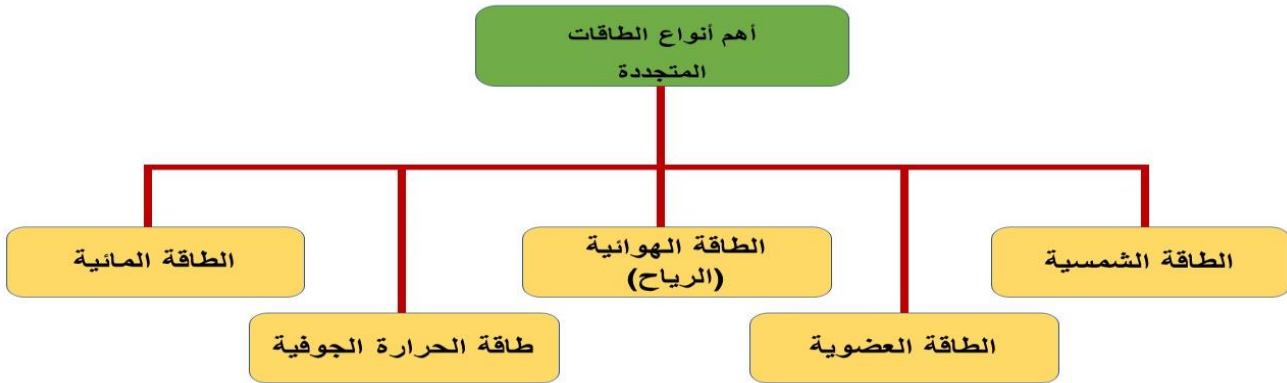 أهم أنواع الطاقات
المتجددة
الطاقة الشمسية
الطاقة العضوية
الطاقة الهوائية
(الرياح)
طاقة الحرارة الجوفية
الطاقة المائية